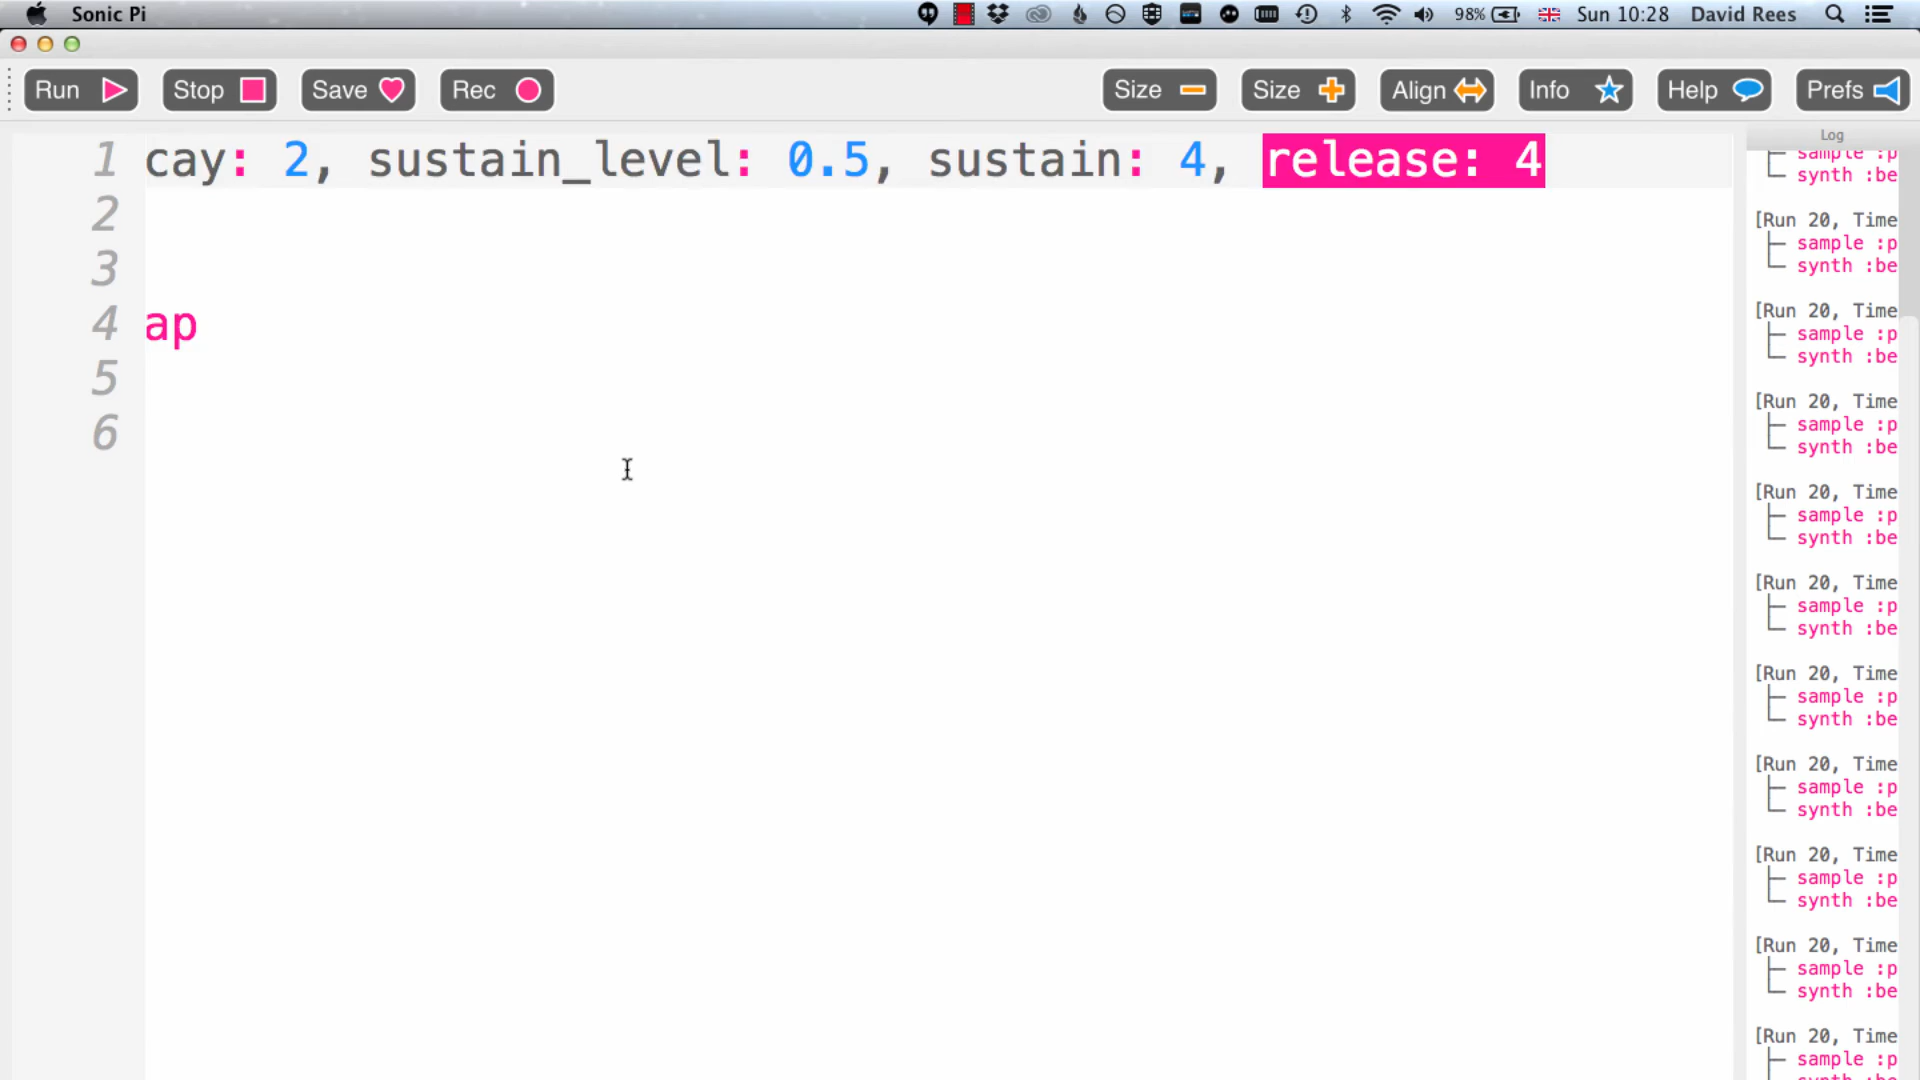 Sonic Pi 98% Sun 10:28 David Rees
Run Stop Save Rec Size Size Align Info Help Prefs
1 cay: 2, sustain_level: 0.5, sustain: 4, release: 4
2
3
4 ap
5
6
Log
sample :p
synth :be
[Run 20, Time
sample :p
synth :be
[Run 20, Time
sample :p
synth :be
[Run 20, Time
sample :p
synth :be
[Run 20, Time
sample :p
synth :be
[Run 20, Time
sample :p
synth :be
[Run 20, Time
sample :p
synth :be
[Run 20, Time
sample :p
synth :be
[Run 20, Time
sample :p
synth :be
[Run 20, Time
sample :p
synth :be
[Run 20, Time
sample :p